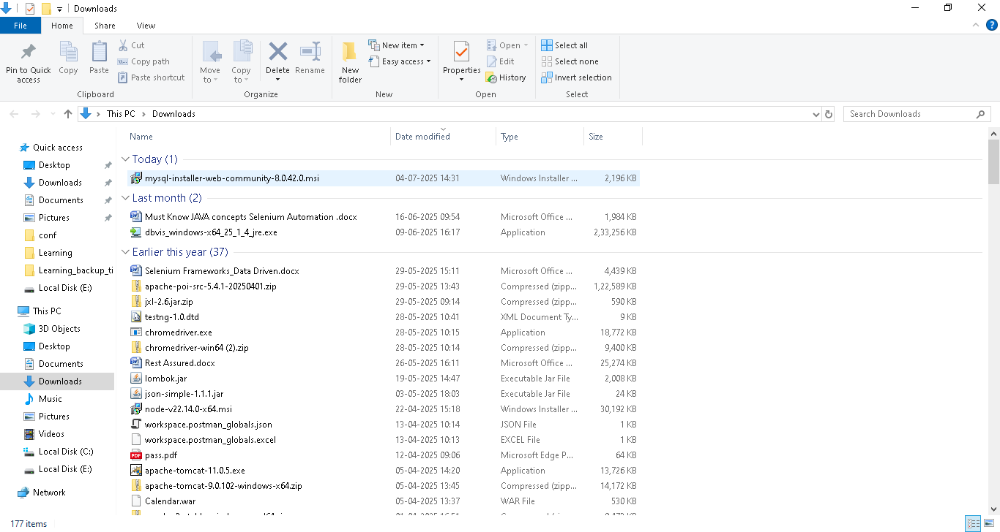 Downloads
File Home Share View
Pin to Quick access
Copy
Paste
Cut
Copy path
Paste shortcut
Clipboard
Move to
Copy to
Delete
Rename
Organize
New folder
New item
Easy access
New
Properties
Open
Edit
History
Open
Select all
Select none
Invert selection
Select
This PC > Downloads
Search Downloads
Quick access
Desktop
Downloads
Documents
Pictures
conf
Learning
Learning_backup_ti
Local Disk (E:)
This PC
3D Objects
Desktop
Documents
Downloads
Music
Pictures
Videos
Local Disk (C:)
Local Disk (E:)
Network
Name Date modified Type Size
Today (1)
mysql-installer-web-community-8.0.42.0.msi 04-07-2025 14:31 Windows Installer ... 2,196 KB
Last month (2)
Must Know JAVA concepts Selenium Automation .docx 16-06-2025 09:54 Microsoft Office ... 1,984 KB
dbvis_windows-x64_25_1_4_jre.exe 09-06-2025 16:17 Application 2,33,256 KB
Earlier this year (37)
Selenium Frameworks_Data Driven.docx 29-05-2025 15:11 Microsoft Office ... 4,439 KB
apache-poi-src-5.4.1-20250401.zip 29-05-2025 13:43 Compressed (zipp... 1,22,589 KB
jxl-2.6.jar.zip 29-05-2025 09:14 Compressed (zipp... 590 KB
testng-1.0.dtd 28-05-2025 10:41 XML Document Ty... 9 KB
chromedriver.exe 28-05-2025 10:15 Application 18,772 KB
chromedriver-win64 (2).zip 28-05-2025 10:14 Compressed (zipp... 9,400 KB
Rest Assured.docx 26-05-2025 16:11 Microsoft Office ... 25,274 KB
lombok.jar 19-05-2025 14:47 Executable Jar File 2,008 KB
json-simple-1.1.1.jar 03-05-2025 18:03 Executable Jar File 24 KB
node-v22.14.0-x64.msi 22-04-2025 15:18 Windows Installer ... 30,192 KB
workspace.postman_globals.json 13-04-2025 10:14 JSON File 1 KB
workspace.postman_globals.excel 13-04-2025 10:13 EXCEL File 1 KB
PDF pass.pdf 12-04-2025 09:06 Microsoft Edge P... 64 KB
apache-tomcat-11.0.5.exe 05-04-2025 14:20 Application 13,726 KB
apache-tomcat-9.0.102-windows-x64.zip 05-04-2025 13:45 Compressed (zipp... 14,172 KB
Calendar.war 05-04-2025 13:37 WAR File 530 KB
177 items